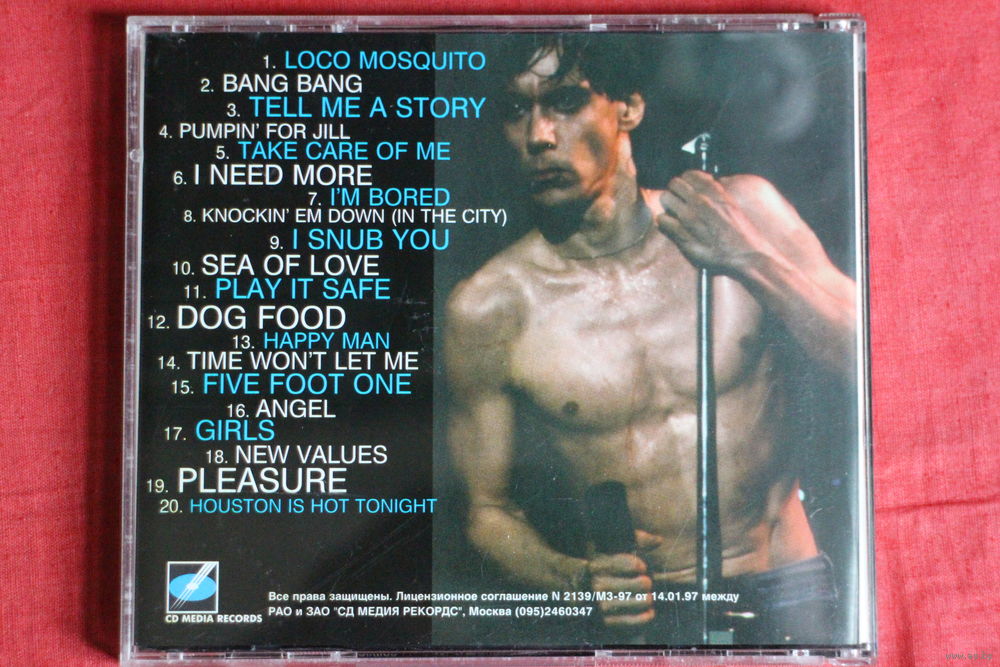 1. LOCO MOSQUITO
2. BANG BANG
3. TELL ME A STORY
4. PUMPIN' FOR JILL
5. TAKE CARE OF ME
6. I NEED MORE
7. I'M BORED
8. KNOCKIN' EM DOWN (IN THE CITY)
9. I SNUB YOU
10. SEA OF LOVE
11. PLAY IT SAFE
12. DOG FOOD
13. HAPPY MAN
14. TIME WON'T LET ME
15. FIVE FOOT ONE
16. ANGEL
17. GIRLS
18. NEW VALUES
19. PLEASURE
20. HOUSTON IS HOT TONIGHT
CD MEDIA RECORDS
Все права защищены. Лицензионное соглашение N 2139/МЗ-97 от 14.01.97 между
РАО и ЗАО "СД МЕДИЯ РЕКОРДС", Москва (095)2460347